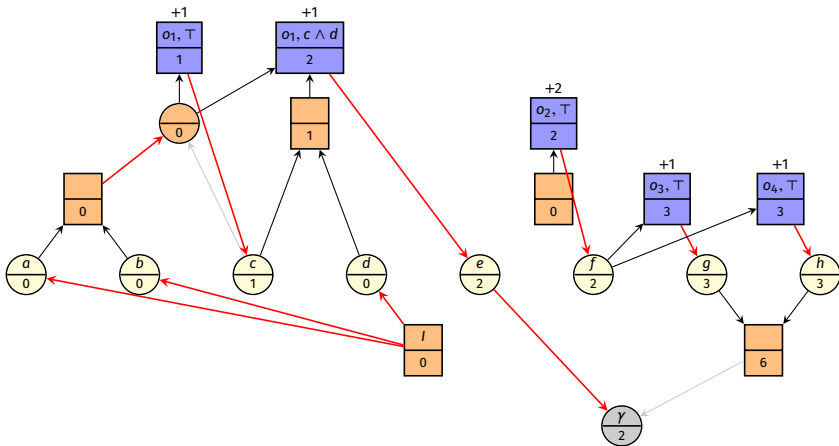 +1 +1
o₁, ⊤ o₁, c ∧ d
1 2
+2
o₂, ⊤
2
0 1
+1 +1
o₃, ⊤ o₄, ⊤
3 3
0 0
a b c d e f g h
0 0 1 0 2 2 3 3
I
0 6
γ
2